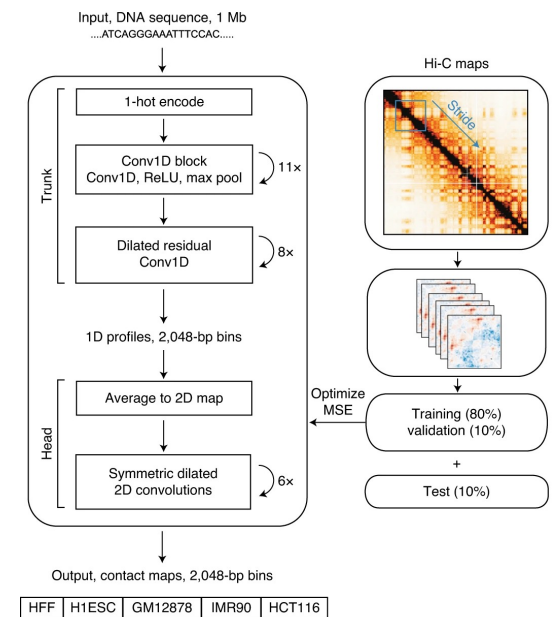 Input, DNA sequence, 1 Mb
....ATCAGGGAAATTTCCAC.....
Trunk
1-hot encode
Conv1D block
Conv1D, ReLU, max pool
11×
Dilated residual
Conv1D
8×
1D profiles, 2,048-bp bins
Head
Average to 2D map
Symmetric dilated
2D convolutions
6×
Output, contact maps, 2,048-bp bins
HFF H1ESC GM12878 IMR90 HCT116
Hi-C maps
Stride
Optimize
MSE
Training (80%)
validation (10%)
+
Test (10%)